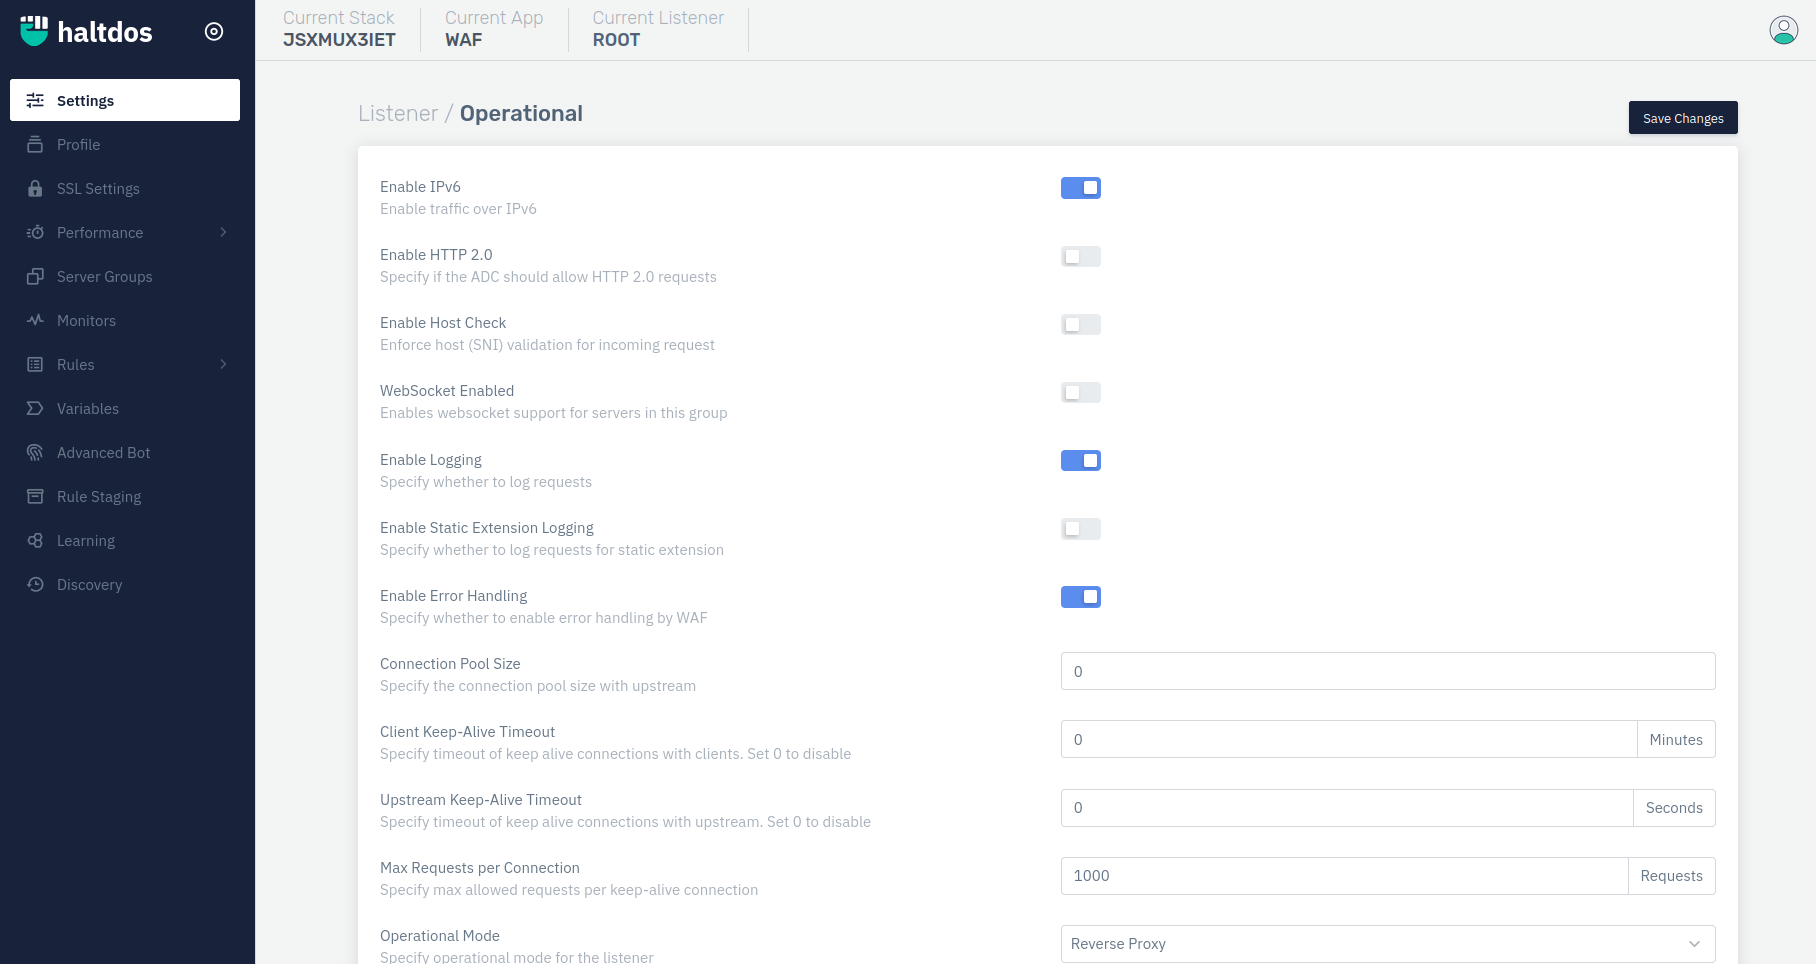 haltdos
Current Stack
JSXMUX3IET
Current App
WAF
Current Listener
ROOT
Settings
Profile
SSL Settings
Performance
Server Groups
Monitors
Rules
Variables
Advanced Bot
Rule Staging
Learning
Discovery
Listener / Operational
Save Changes
Enable IPv6
Enable traffic over IPv6
Enable HTTP 2.0
Specify if the ADC should allow HTTP 2.0 requests
Enable Host Check
Enforce host (SNI) validation for incoming request
WebSocket Enabled
Enables websocket support for servers in this group
Enable Logging
Specify whether to log requests
Enable Static Extension Logging
Specify whether to log requests for static extension
Enable Error Handling
Specify whether to enable error handling by WAF
Connection Pool Size
Specify the connection pool size with upstream
0
Client Keep-Alive Timeout
Specify timeout of keep alive connections with clients. Set 0 to disable
0 Minutes
Upstream Keep-Alive Timeout
Specify timeout of keep alive connections with upstream. Set 0 to disable
0 Seconds
Max Requests per Connection
Specify max allowed requests per keep-alive connection
1000 Requests
Operational Mode
Specify operational mode for the listener
Reverse Proxy